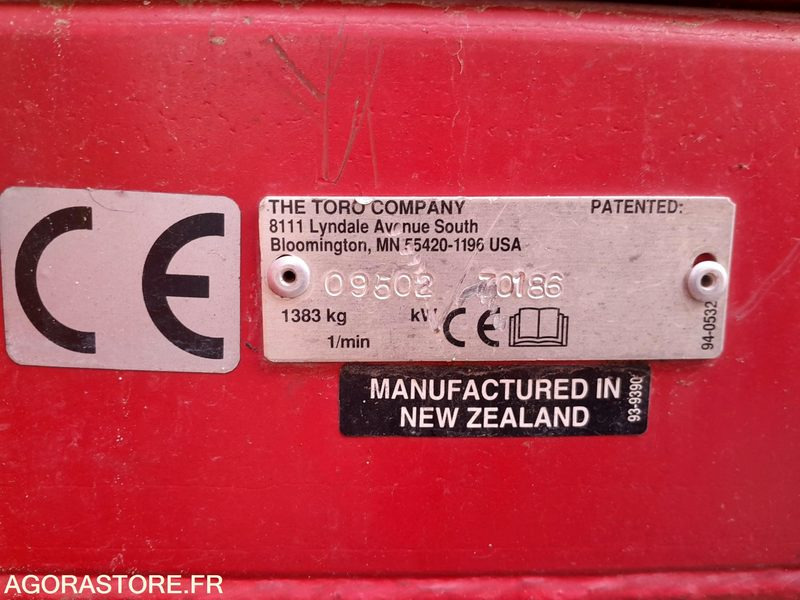 CE
THE TORO COMPANY
PATENTED:
8111 Lyndale Avenue South
Bloomington, MN 55420-1196 USA
09502 70186
1383 kg kW CE
1/min
94-0532
MANUFACTURED IN
NEW ZEALAND
93-9390
AGORASTORE.FR